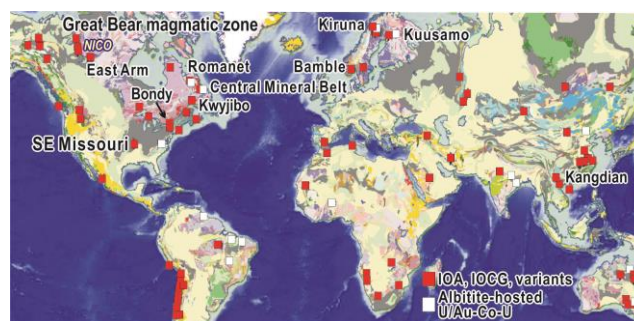 Great Bear magmatic zone
Kiruna
Kuusamo
NICO
East Arm
Romanet
Bamble
Central Mineral Belt
Bondy
Kwyjibo
SE Missouri
Kangdian
IOA, IOCG, variants
Albitite-hosted
U/Au-Co-U